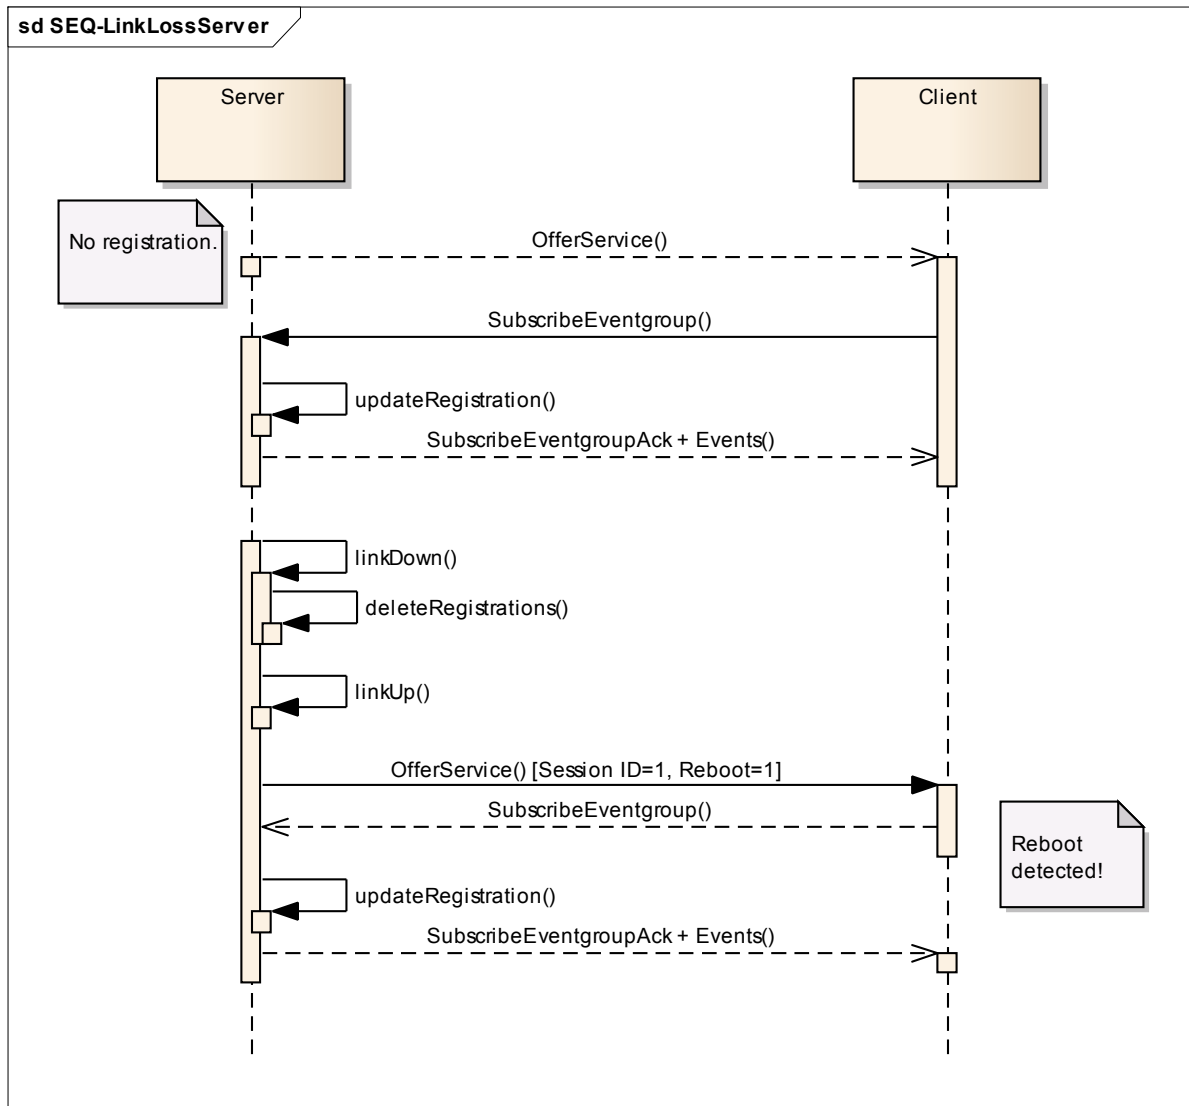 sd SEQ-LinkLossServer
Server
Client
No registration.
OfferService()
SubscribeEventgroup()
updateRegistration()
SubscribeEventgroupAck + Events()
linkDown()
deleteRegistrations()
linkUp()
OfferService() [Session ID=1, Reboot=1]
SubscribeEventgroup()
Reboot
detected!
updateRegistration()
SubscribeEventgroupAck + Events()